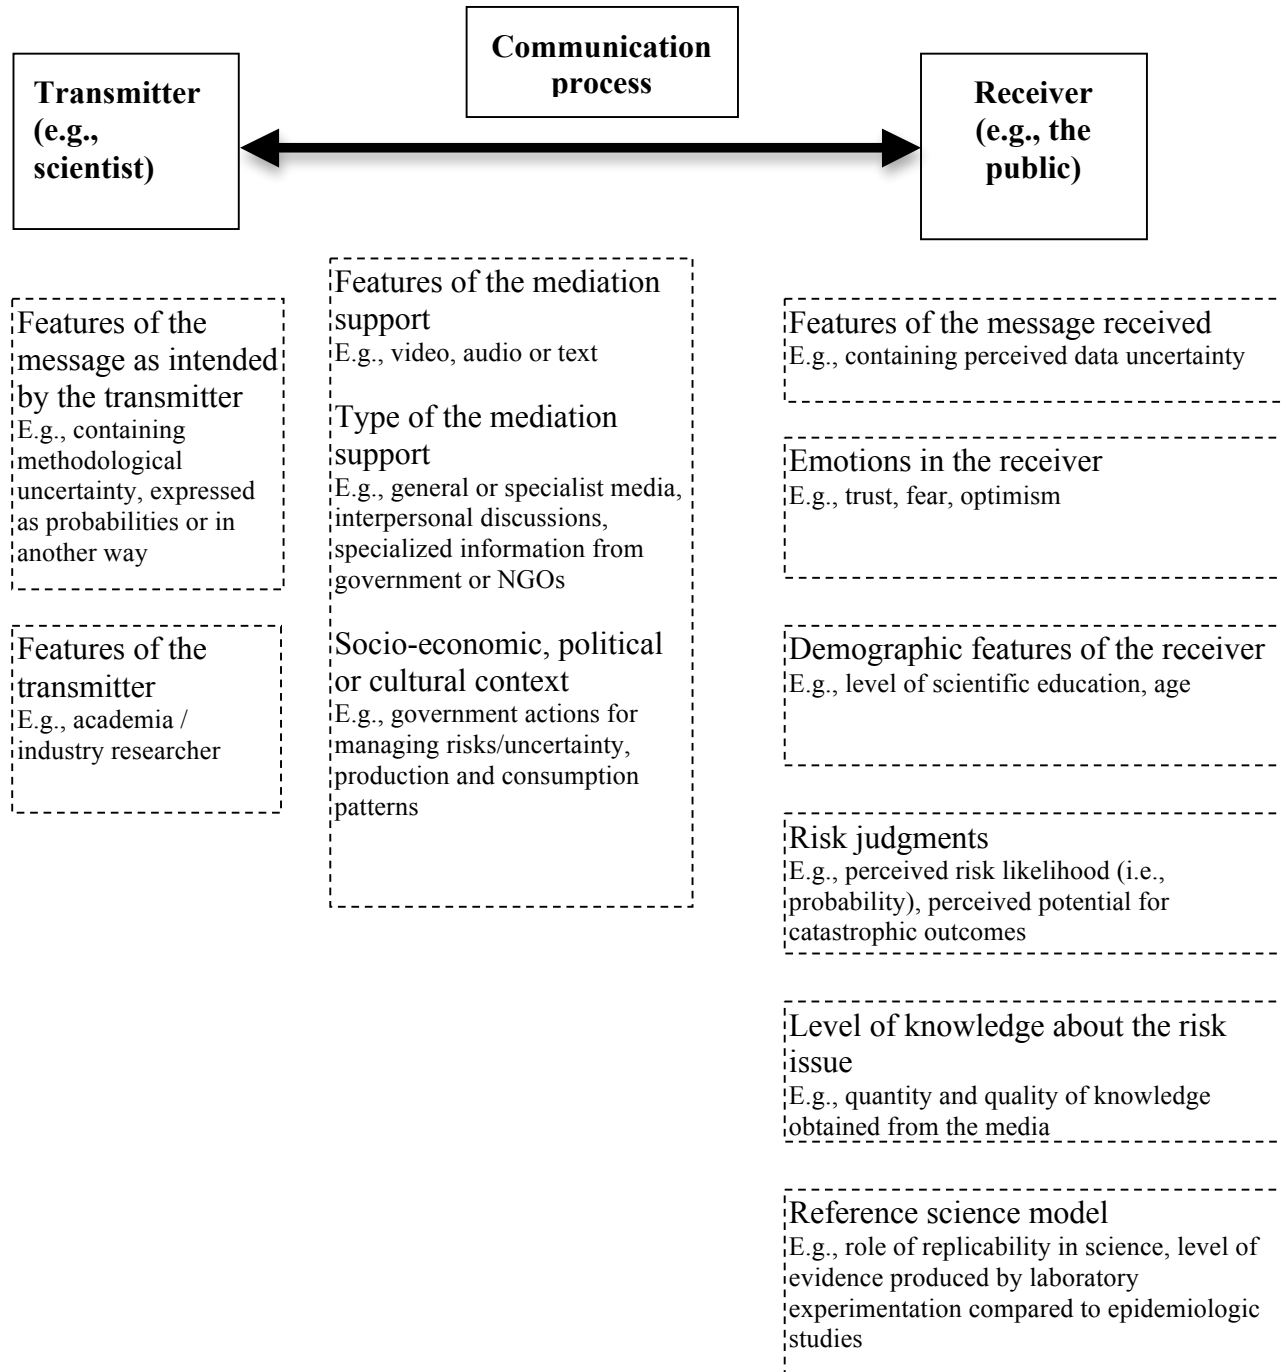 Communication
process
Transmitter
(e.g.,
scientist)
Receiver
(e.g., the
public)
Features of the
message as intended
by the transmitter
E.g., containing
methodological
uncertainty, expressed
as probabilities or in
another way
Features of the
transmitter
E.g., academia /
industry researcher
Features of the mediation
support
E.g., video, audio or text
Type of the mediation
support
E.g., general or specialist media,
interpersonal discussions,
specialized information from
government or NGOs
Socio-economic, political
or cultural context
E.g., government actions for
managing risks/uncertainty,
production and consumption
patterns
Features of the message received
E.g., containing perceived data uncertainty
Emotions in the receiver
E.g., trust, fear, optimism
Demographic features of the receiver
E.g., level of scientific education, age
Risk judgments
E.g., perceived risk likelihood (i.e.,
probability), perceived potential for
catastrophic outcomes
Level of knowledge about the risk
issue
E.g., quantity and quality of knowledge
obtained from the media
Reference science model
E.g., role of replicability in science, level of
evidence produced by laboratory
experimentation compared to epidemiologic
studies